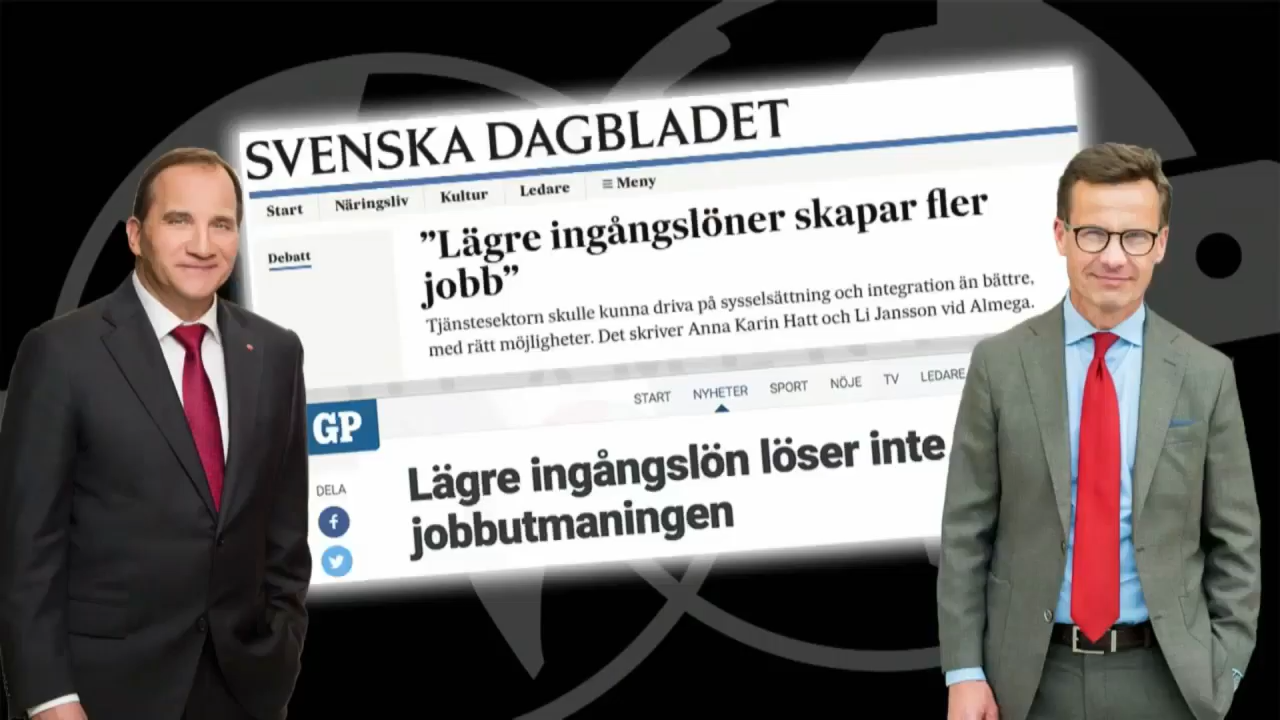 SVENSKA DAGBLADET
Start Näringsliv Kultur Ledare Meny
Debatt
”Lägre ingångslöner skapar fler
jobb”
Tjänstesektorn skulle kunna driva på sysselsättning och integration än bättre,
med rätt möjligheter. Det skriver Anna Karin Hatt och Li Jansson vid Almega.
START NYHETER SPORT NÖJE TV LEDARE
GP
DELA
Lägre ingångslön löser inte
jobbutmaningen